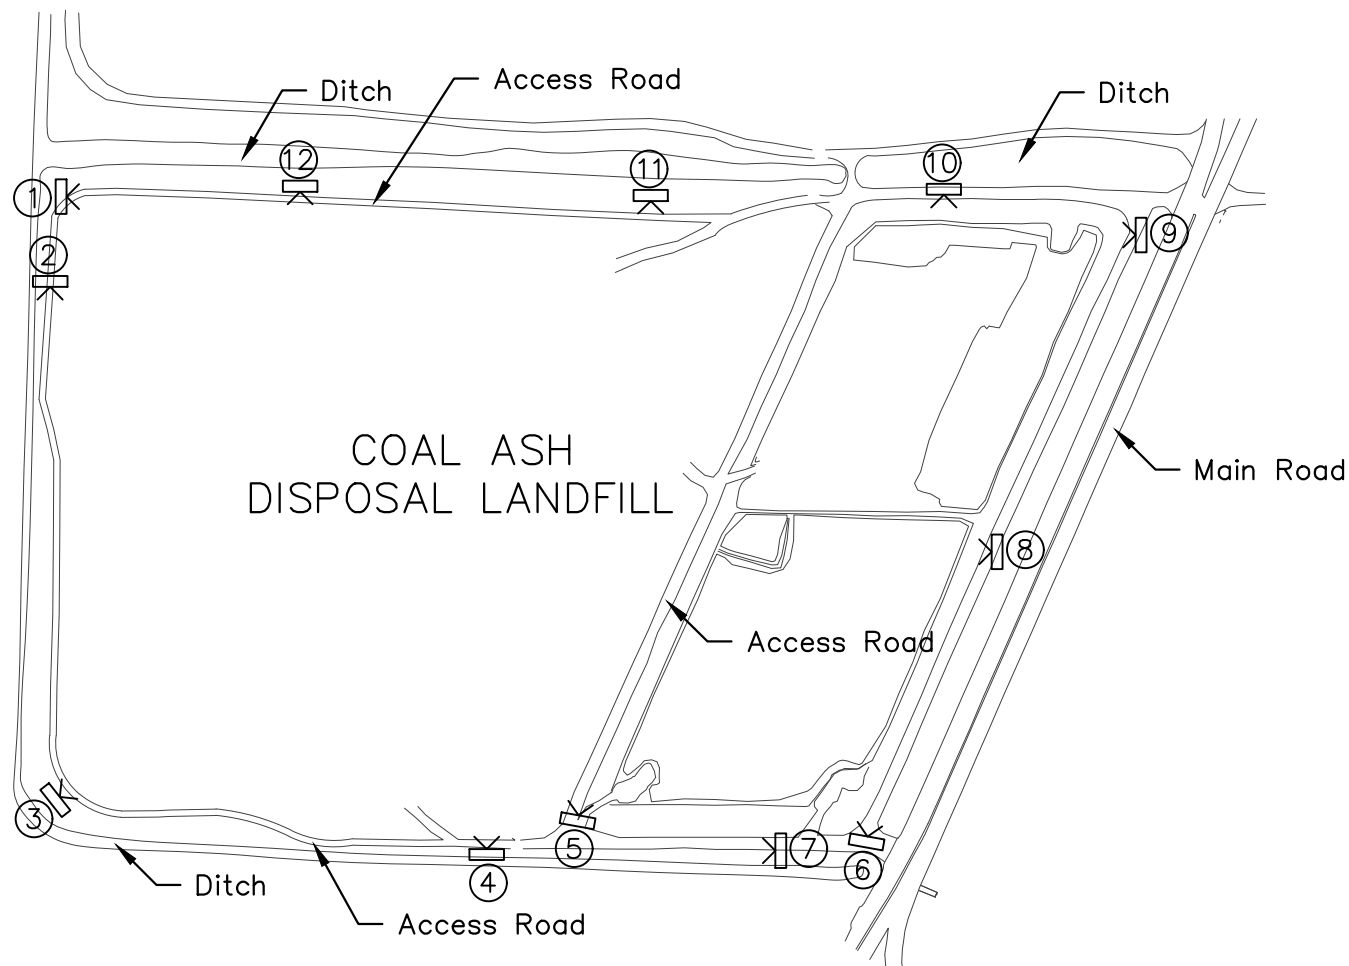 Access Road
Ditch
Ditch
12
11
10
1
9
2
COAL ASH
DISPOSAL LANDFILL
Main Road
8
Access Road
3
5
7
6
4
Ditch
Access Road